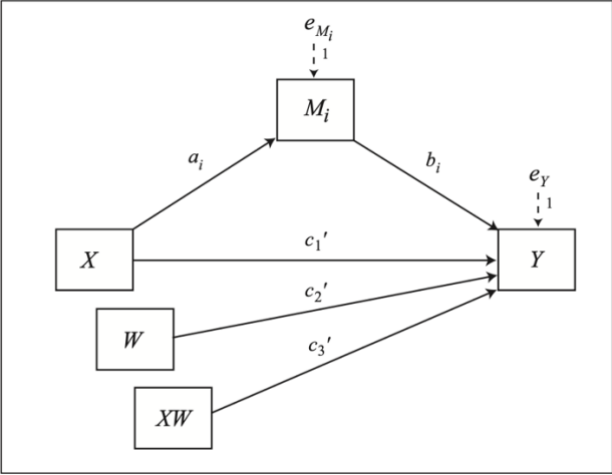 e_{M_i}
1
M_i
a_i
b_i
e_Y
1
X
c_1′
Y
c_2′
W
c_3′
XW